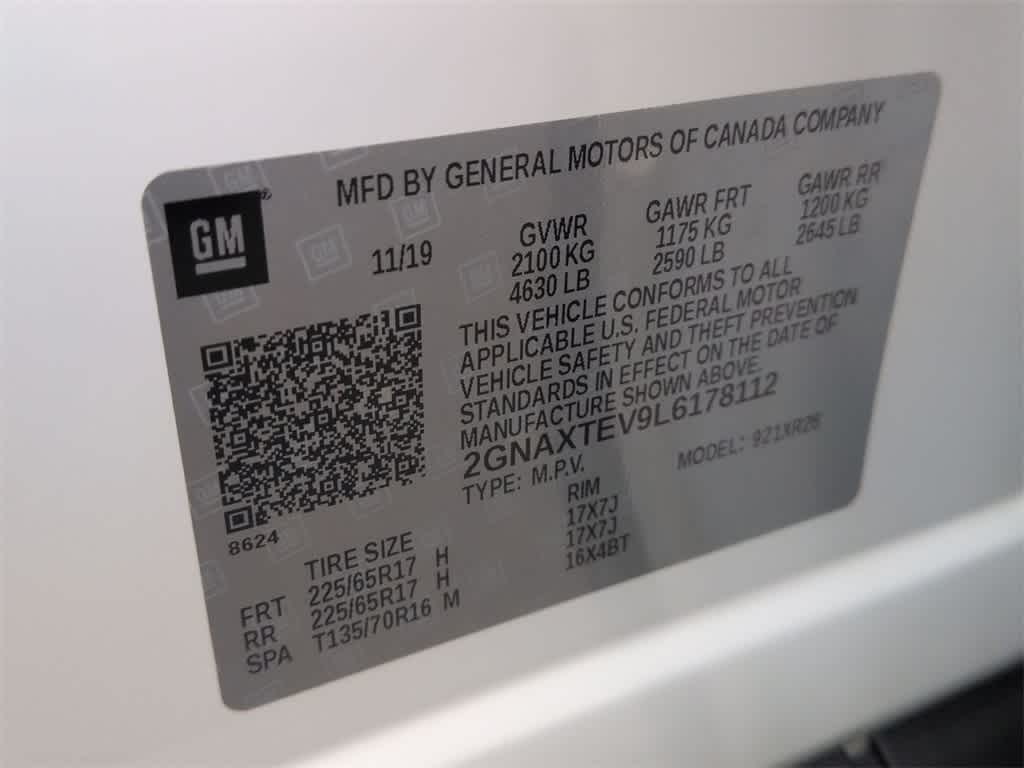 MFD BY GENERAL MOTORS OF CANADA COMPANY
GM
11/19
GVWR
2100 KG
4630 LB
GAWR FRT
1175 KG
2590 LB
GAWR RR
1200 KG
2645 LB
THIS VEHICLE CONFORMS TO ALL
APPLICABLE U.S. FEDERAL MOTOR
VEHICLE SAFETY AND THEFT PREVENTION
STANDARDS IN EFFECT ON THE DATE OF
MANUFACTURE SHOWN ABOVE.
2GNAXTEV9L6178112
TYPE: M.P.V.
MODEL: 921XR26
8624
TIRE SIZE RIM
FRT 225/65R17 H 17X7J
RR 225/65R17 H 17X7J
SPA T135/70R16 M 16X4BT